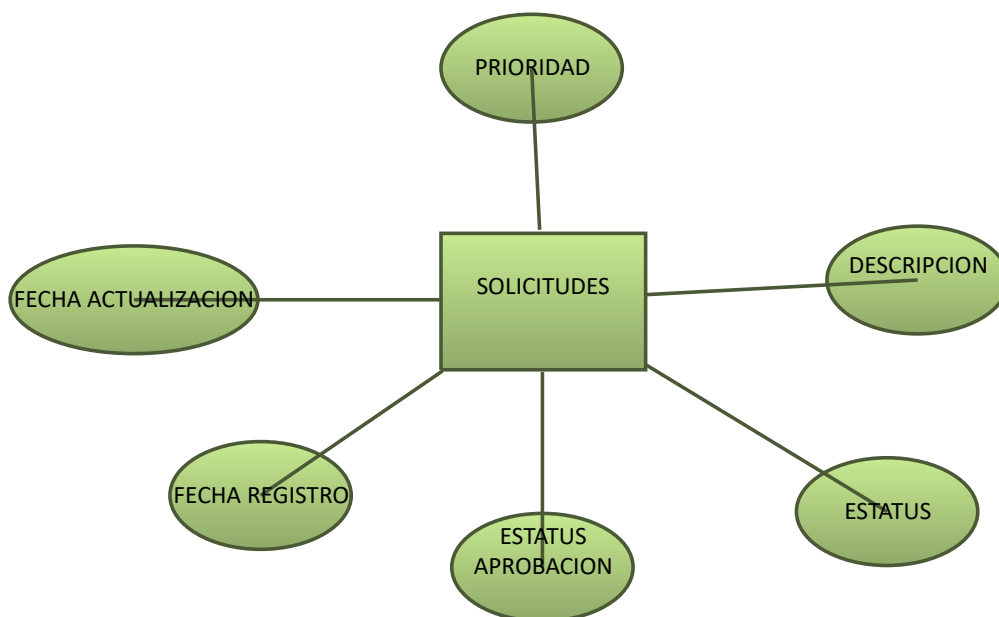 PRIORIDAD
DESCRIPCION
SOLICITUDES
FECHA ACTUALIZACION
FECHA REGISTRO
ESTATUS
APROBACION
ESTATUS